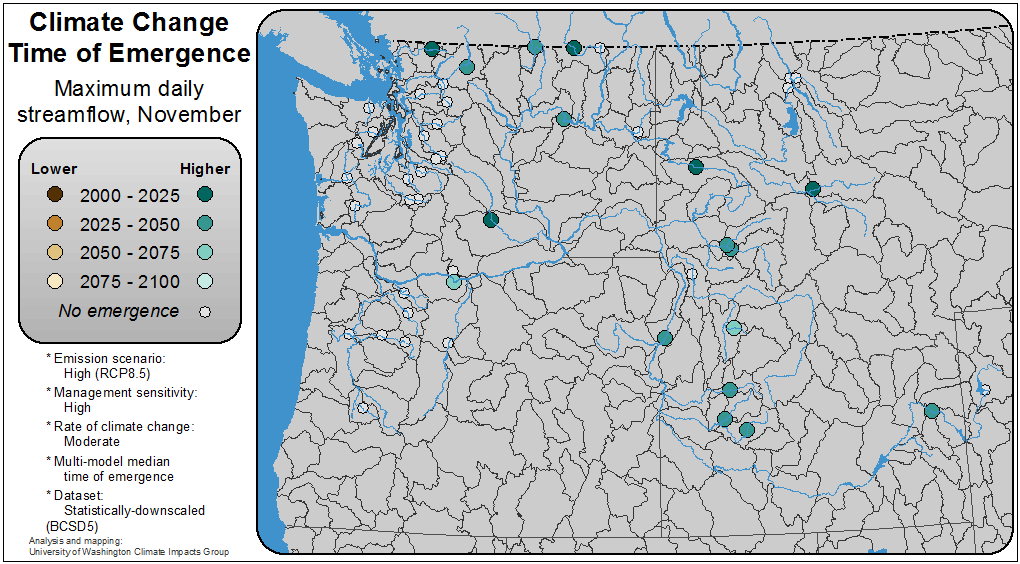 Climate Change
Time of Emergence
Maximum daily
streamflow, November
Lower Higher
2000 - 2025
2025 - 2050
2050 - 2075
2075 - 2100
No emergence
* Emission scenario:
High (RCP8.5)
* Management sensitivity:
High
* Rate of climate change:
Moderate
* Multi-model median
time of emergence
* Dataset:
Statistically-downscaled
(BCSD5)
Analysis and mapping:
University of Washington Climate Impacts Group